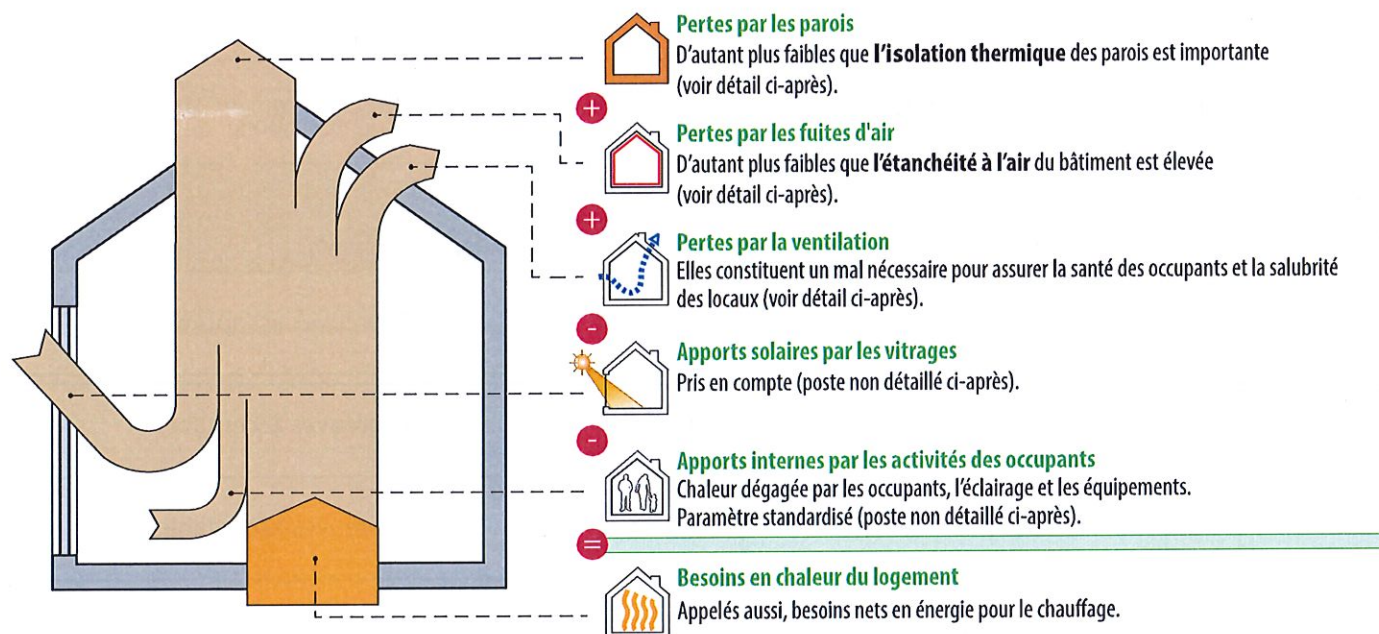 Pertes par les parois
D'autant plus faibles que l'isolation thermique des parois est importante
(voir détail ci-après).
+
Pertes par les fuites d'air
D'autant plus faibles que l'étanchéité à l'air du bâtiment est élevée
(voir détail ci-après).
+
Pertes par la ventilation
Elles constituent un mal nécessaire pour assurer la santé des occupants et la salubrité
des locaux (voir détail ci-après).
-
Apports solaires par les vitrages
Pris en compte (poste non détaillé ci-après).
-
Apports internes par les activités des occupants
Chaleur dégagée par les occupants, l'éclairage et les équipements.
Paramètre standardisé (poste non détaillé ci-après).
=
Besoins en chaleur du logement
Appelés aussi, besoins nets en énergie pour le chauffage.